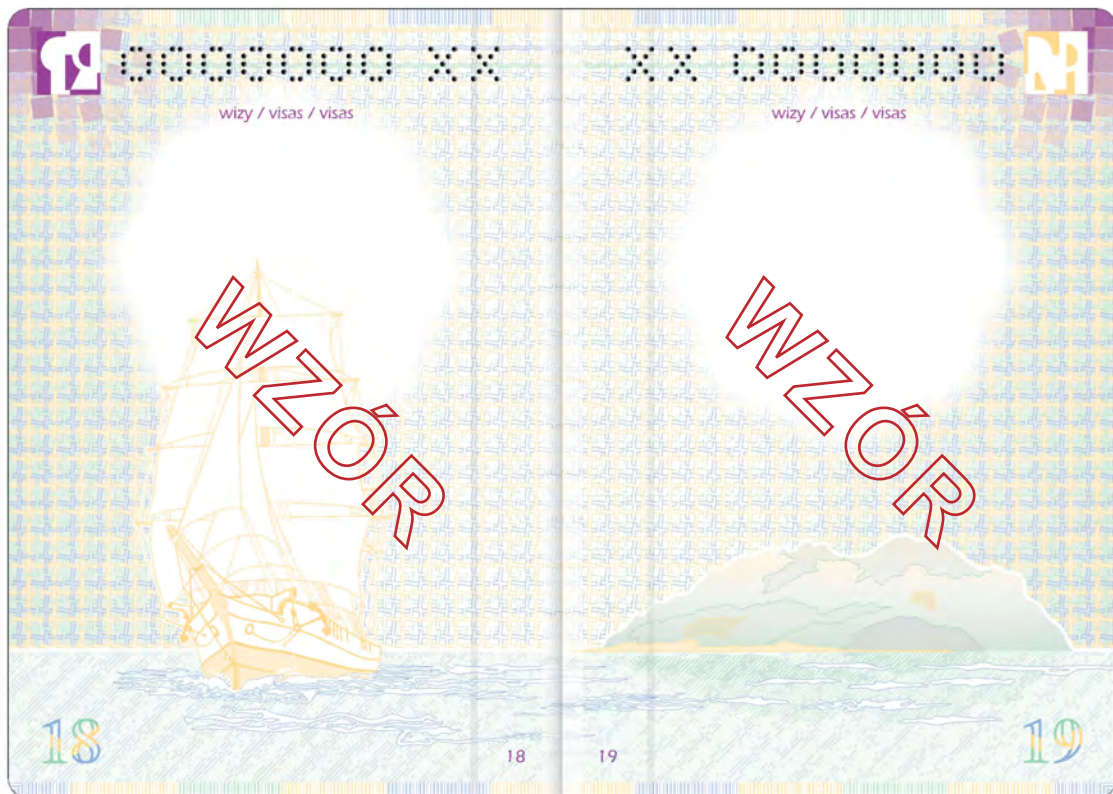 0000000 XX
wizy / visas / visas
WZÓR
18
18
XX 0000000
wizy / visas / visas
WZÓR
19
19